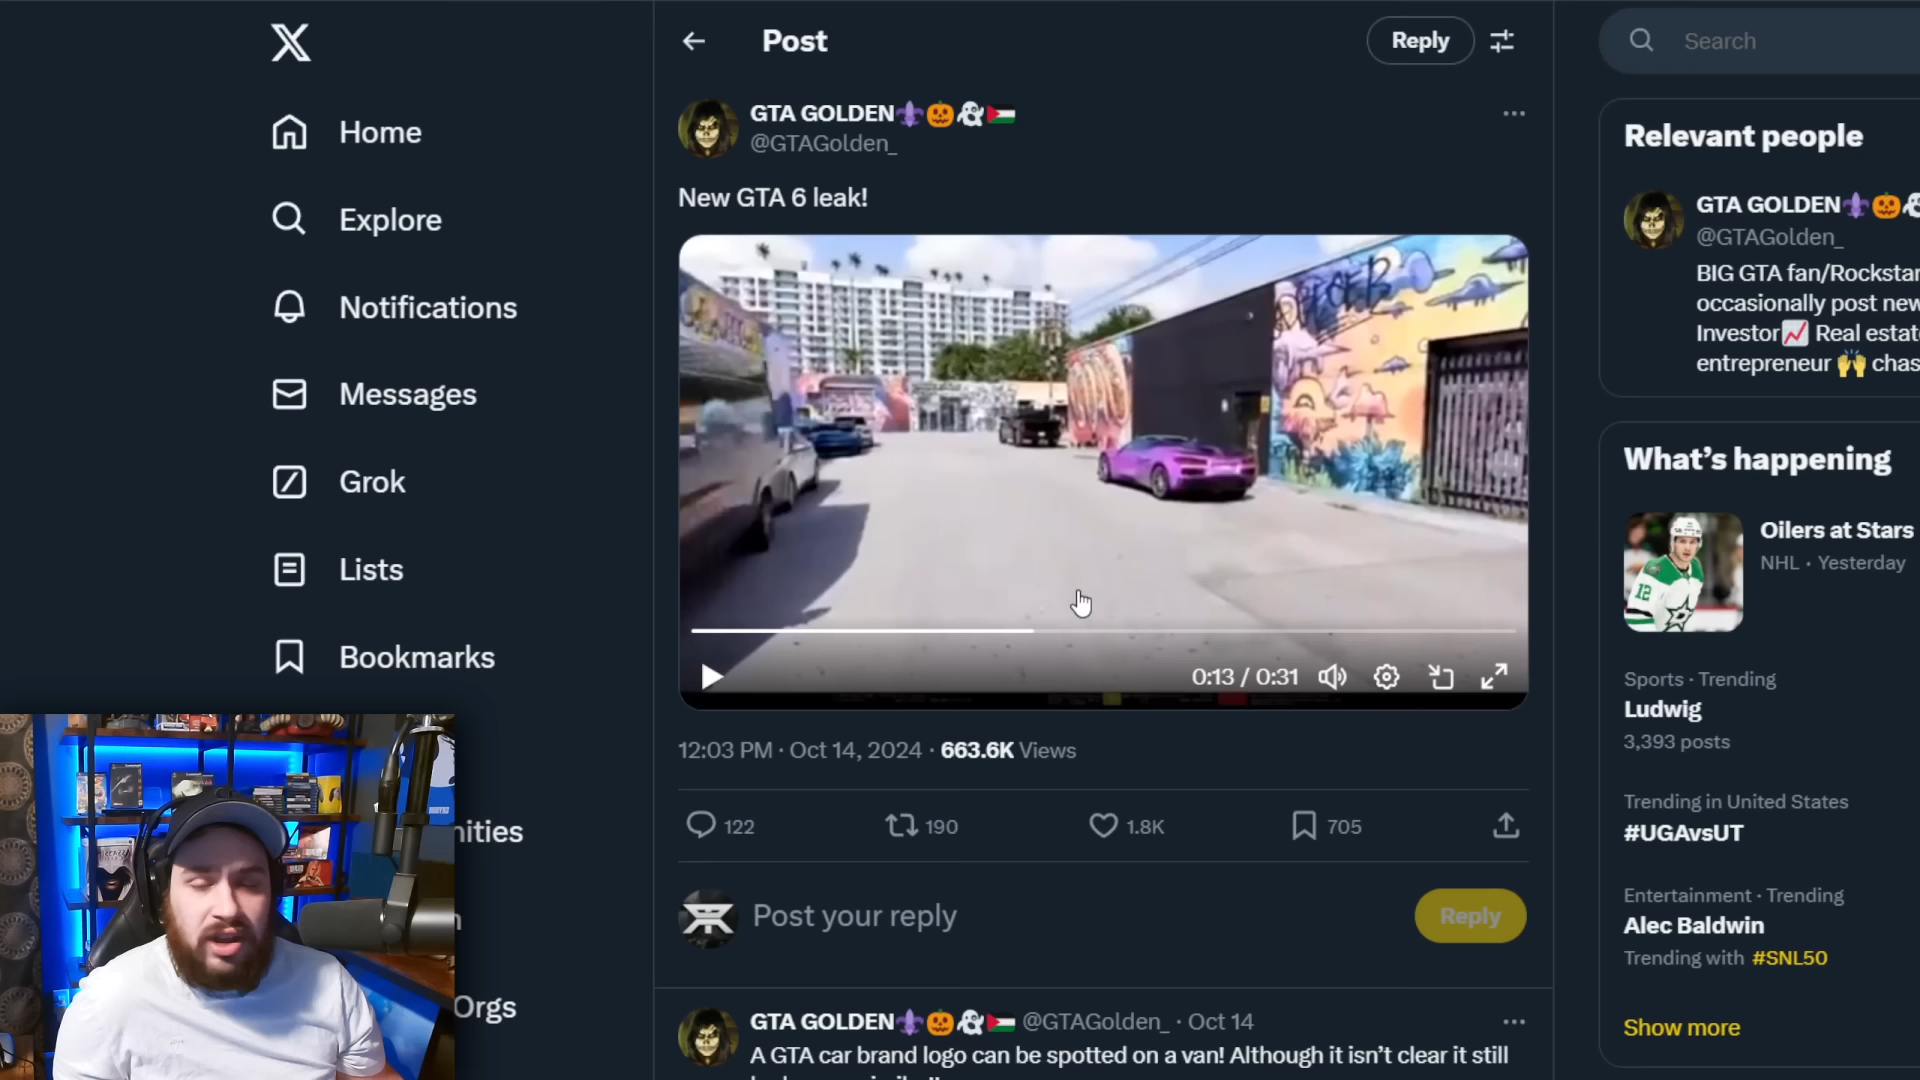 X
Home
Explore
Notifications
Messages
Grok
Lists
Bookmarks
nities
Orgs
Post
Reply
GTA GOLDEN⚜️🎃👻🇵🇸
@GTAGolden_
New GTA 6 leak!
0:13 / 0:31
12:03 PM · Oct 14, 2024 · 663.6K Views
122
190
1.8K
705
Post your reply
Reply
GTA GOLDEN⚜️🎃👻🇵🇸 @GTAGolden_ · Oct 14
A GTA car brand logo can be spotted on a van! Although it isn’t clear it still
Search
Relevant people
GTA GOLDEN⚜️🎃
@GTAGolden_
BIG GTA fan/Rockstar
occasionally post new
Investor📈 Real estate
entrepreneur 🙌 chas
What’s happening
Oilers at Stars
NHL · Yesterday
12
Sports · Trending
Ludwig
3,393 posts
Trending in United States
#UGAvsUT
Entertainment · Trending
Alec Baldwin
Trending with #SNL50
Show more